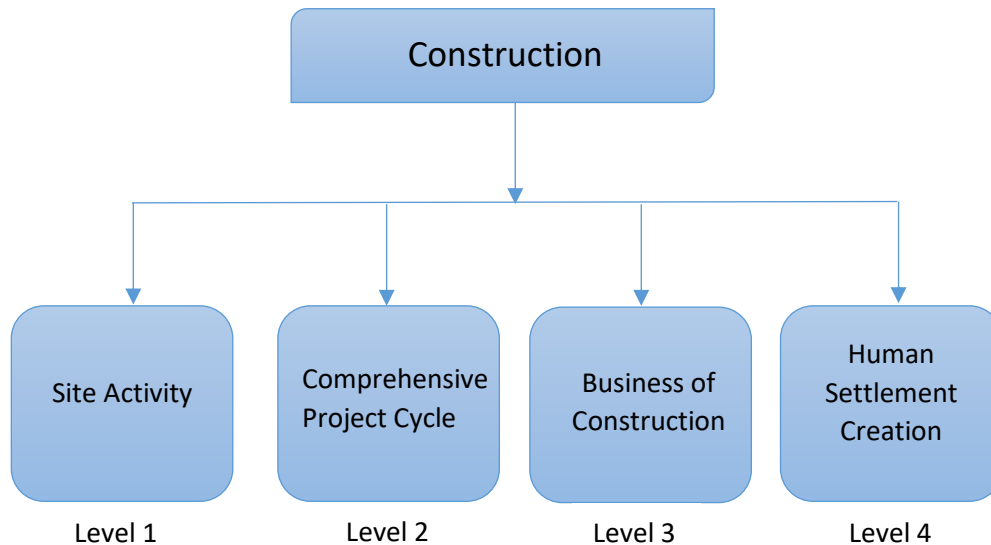 Construction
Site Activity
Comprehensive
Project Cycle
Business of
Construction
Human
Settlement
Creation
Level 1
Level 2
Level 3
Level 4